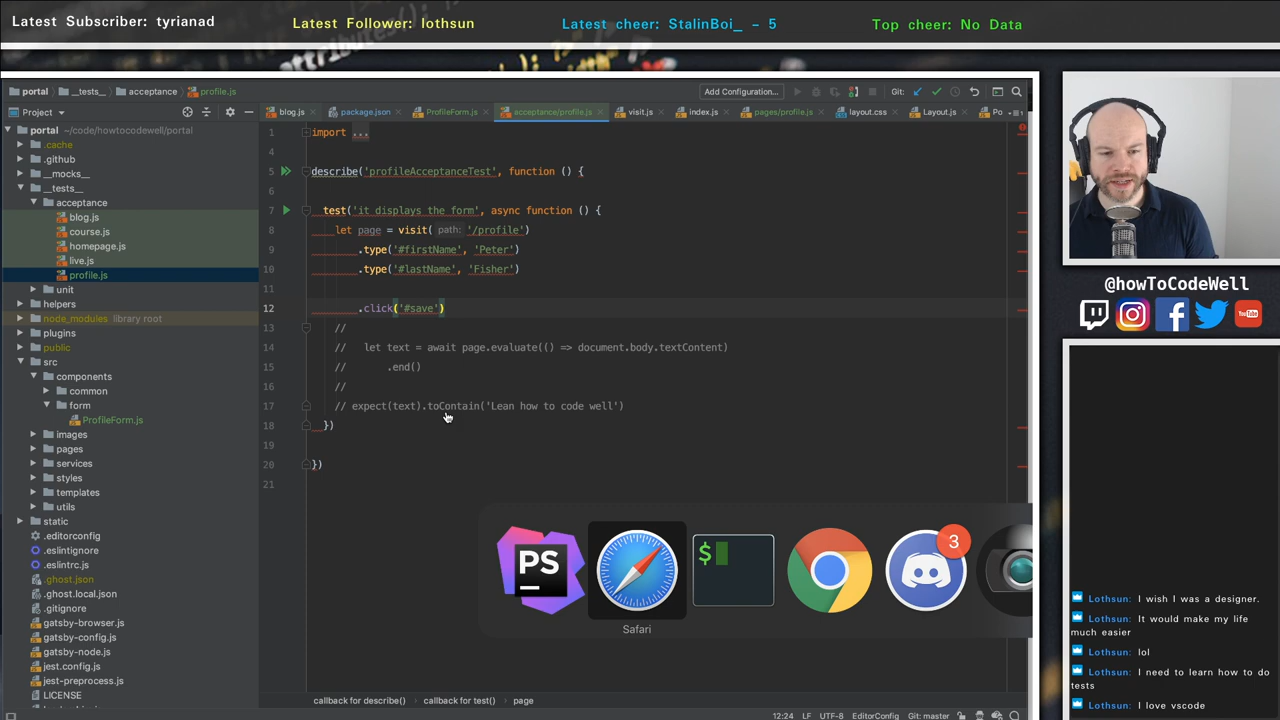 Latest Subscriber: tyrianad
Latest Follower: lothsun
Latest cheer: StalinBoi_ - 5
Top cheer: No Data
portal
__tests__
acceptance
profile.js
Add Configuration...
Git:
Project
blog.js
package.json
ProfileForm.js
acceptance/profile.js
visit.js
index.js
pages/profile.js
layout.css
Layout.js
Po
portal ~/code/howtocodewell/portal
.cache
.github
__mocks__
__tests__
acceptance
blog.js
course.js
homepage.js
live.js
profile.js
unit
helpers
node_modules library root
plugins
public
src
components
common
form
ProfileForm.js
images
pages
services
styles
templates
utils
static
.editorconfig
.eslintignore
.eslintrc.js
.ghost.json
.ghost.local.json
.gitignore
gatsby-browser.js
gatsby-config.js
gatsby-node.js
jest.config.js
jest-preprocess.js
LICENSE
1 import ...
4
5 describe('profileAcceptanceTest', function () {
6
7 test('it displays the form', async function () {
8 let page = visit( path: '/profile')
9 .type('#firstName', 'Peter')
10 .type('#lastName', 'Fisher')
11
12 .click('#save')
13 //
14 // let text = await page.evaluate(() => document.body.textContent)
15 // .end()
16 //
17 // expect(text).toContain('Lean how to code well')
18 })
19
20 })
21
PS
$
3
Safari
callback for describe()
callback for test()
page
12:24 LF UTF-8 EditorConfig Git: master
@howToCodeWell
You Tube
Lothsun: I wish I was a designer.
Lothsun: It would make my life
much easier
Lothsun: lol
Lothsun: I need to learn how to do
tests
Lothsun: I love vscode